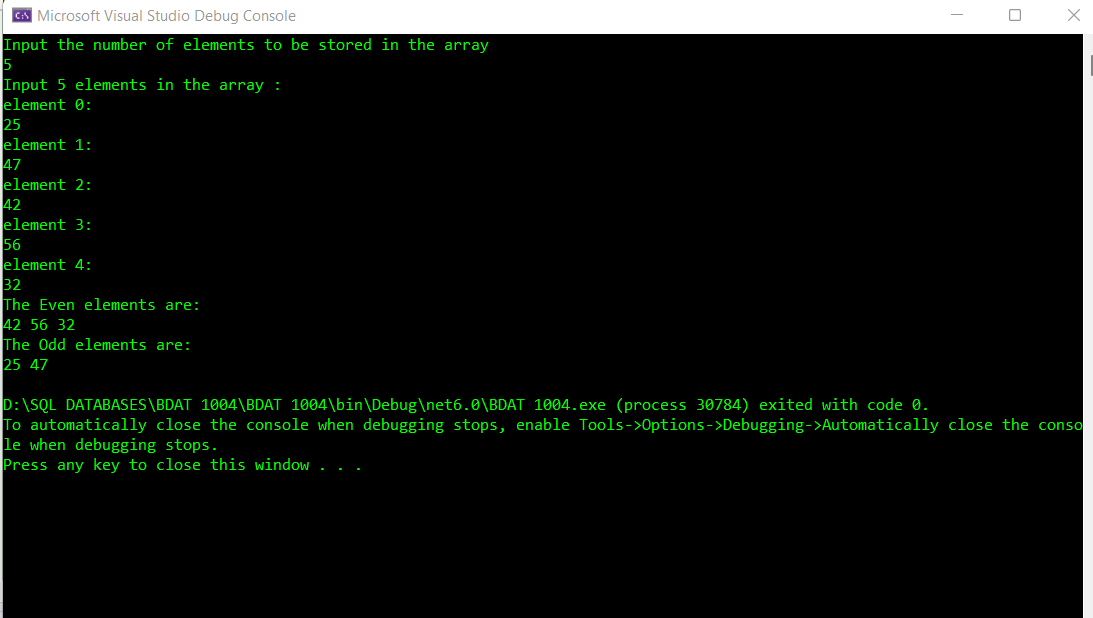 Microsoft Visual Studio Debug Console
Input the number of elements to be stored in the array
5
Input 5 elements in the array :
element 0:
25
element 1:
47
element 2:
42
element 3:
56
element 4:
32
The Even elements are:
42 56 32
The Odd elements are:
25 47
D:\SQL DATABASES\BDAT 1004\BDAT 1004\bin\Debug\net6.0\BDAT 1004.exe (process 30784) exited with code 0.
To automatically close the console when debugging stops, enable Tools->Options->Debugging->Automatically close the conso
le when debugging stops.
Press any key to close this window . . .